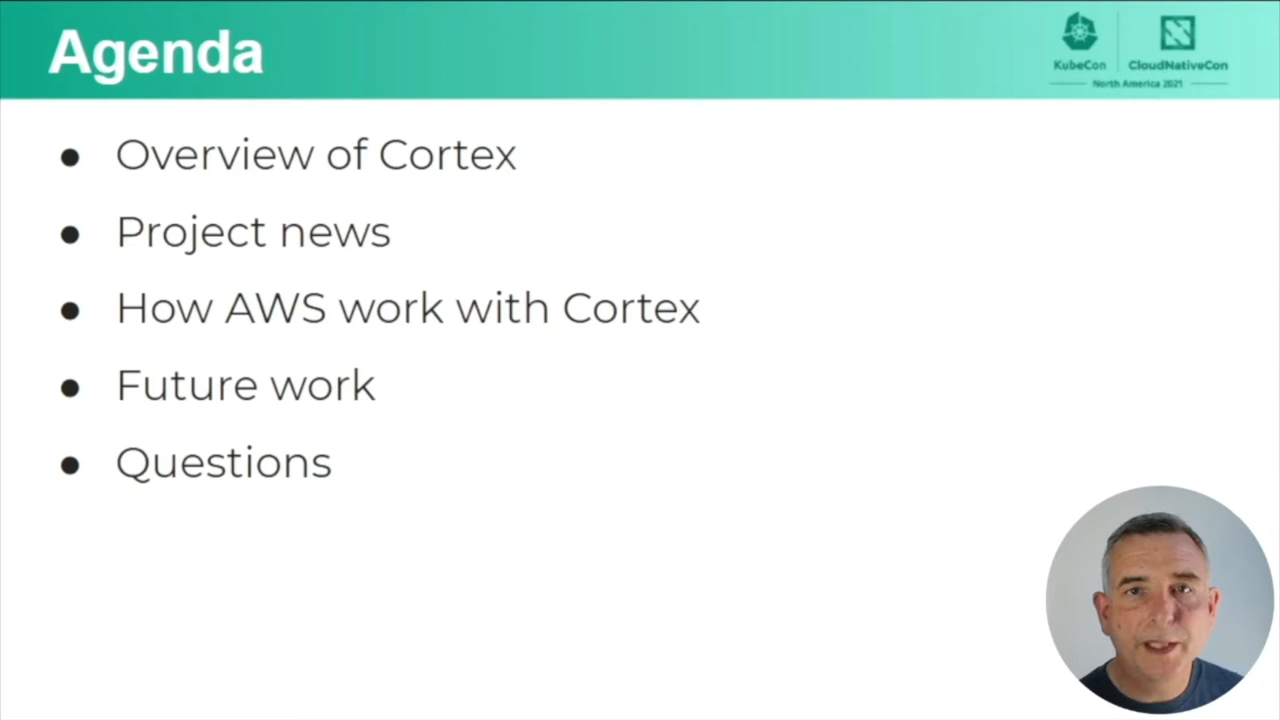 Agenda
KubeCon
CloudNativeCon
North America 2021
Overview of Cortex
Project news
How AWS work with Cortex
Future work
Questions